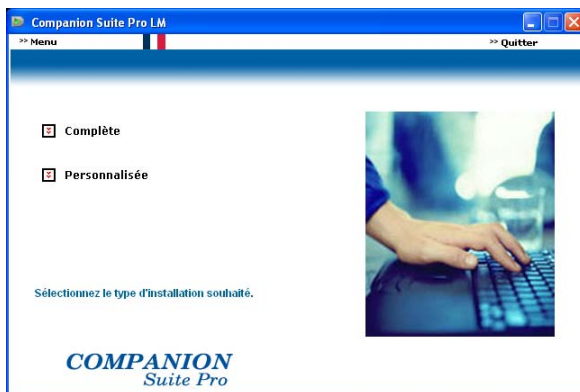 Companion Suite Pro LM
>> Menu
>> Quitter
Complète
Personnalisée
Sélectionnez le type d'installation souhaité.
COMPANION
Suite Pro